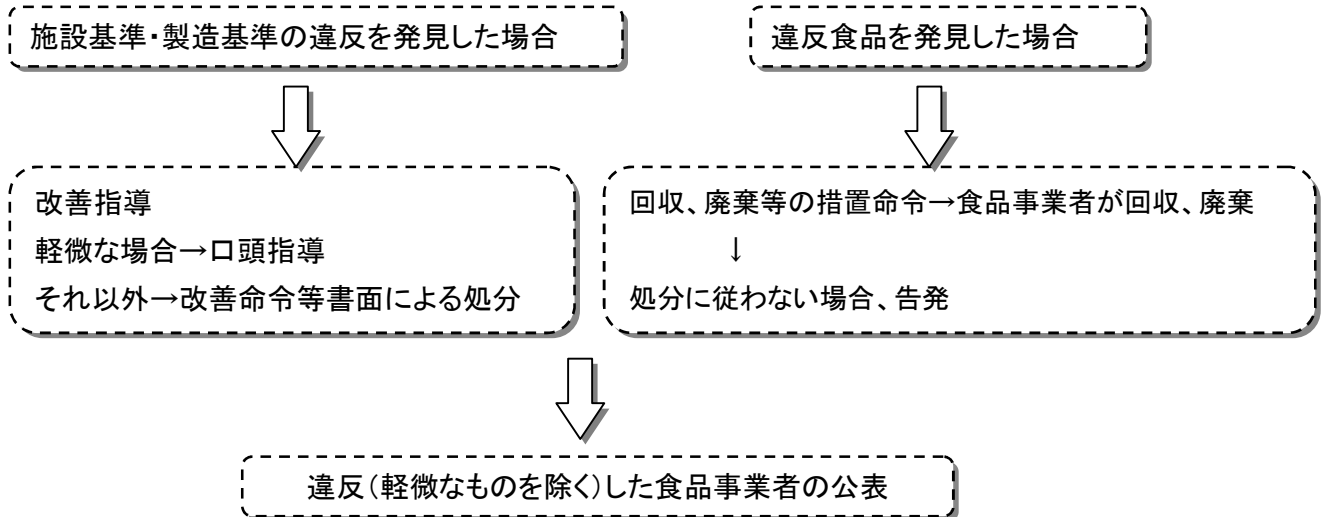 施設基準・製造基準の違反を発見した場合
違反食品を発見した場合
改善指導
軽微な場合→口頭指導
それ以外→改善命令等書面による処分
回収、廃棄等の措置命令→食品事業者が回収、廃棄
↓
処分に従わない場合、告発
違反(軽微なものを除く)した食品事業者の公表